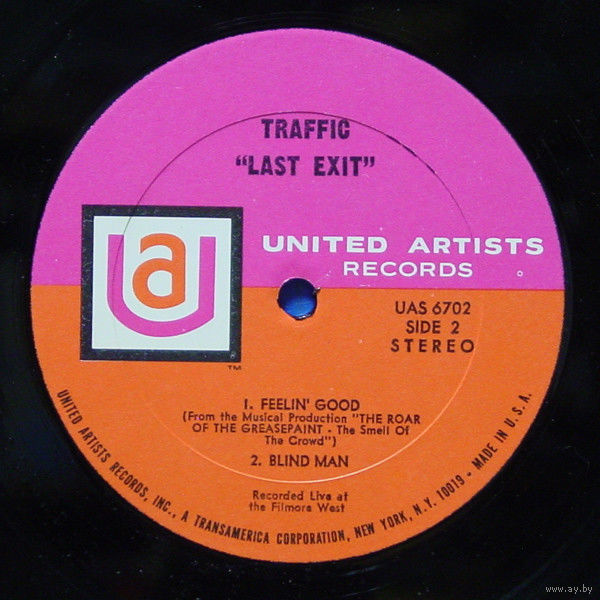 TRAFFIC
"LAST EXIT"
ua
UNITED ARTISTS
RECORDS
UAS 6702
SIDE 2
STEREO
TM
1. FEELIN' GOOD
(From the Musical Production "THE ROAR
OF THE GREASEPAINT - The Smell Of
The Crowd")
2. BLIND MAN
Recorded Live at
the Filmore West
UNITED ARTISTS RECORDS, INC., A TRANSAMERICA CORPORATION, NEW YORK, N.Y. 10019 - MADE IN U.S.A.
www.ay.by